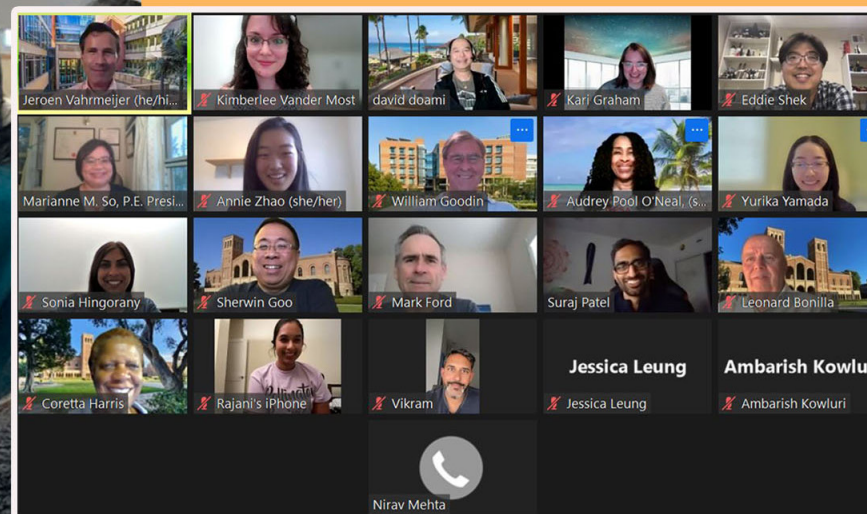 Jeroen Vahrmeijer (he/hi...
Kimberlee Vander Most
david doami
Kari Graham
Eddie Shek
Marianne M. So, P.E. Presi...
Annie Zhao (she/her)
William Goodin
Audrey Pool O'Neal, (s...
Yurika Yamada
Sonia Hingorany
Sherwin Goo
Mark Ford
Suraj Patel
Leonard Bonilla
Coretta Harris
Rajani's iPhone
Vikram
Jessica Leung
Jessica Leung
Ambarish Kowlu
Ambarish Kowluri
Nirav Mehta